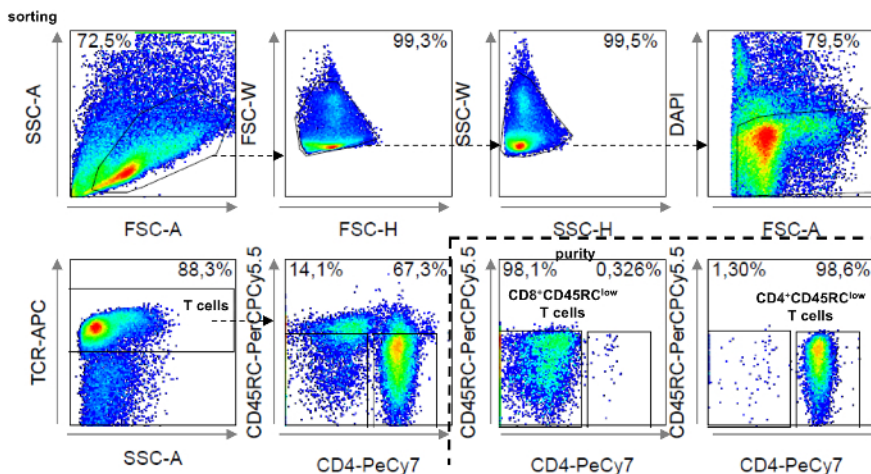 sorting
72,5%
SSC-A
FSC-A
99,3%
FSC-W
FSC-H
99,5%
SSC-W
SSC-H
79,5%
DAPI
FSC-A
88,3%
T cells
TCR-APC
SSC-A
14,1% 67,3%
CD45RC-PerCPCy5.5
CD4-PeCy7
purity
98,1% 0,326%
CD8+CD45RClow
T cells
CD45RC-PerCPCy5.5
CD4-PeCy7
1.30% 98,6%
CD4+CD45RClow
T cells
CD45RC-PerCPCy5.5
CD4-PeCy7